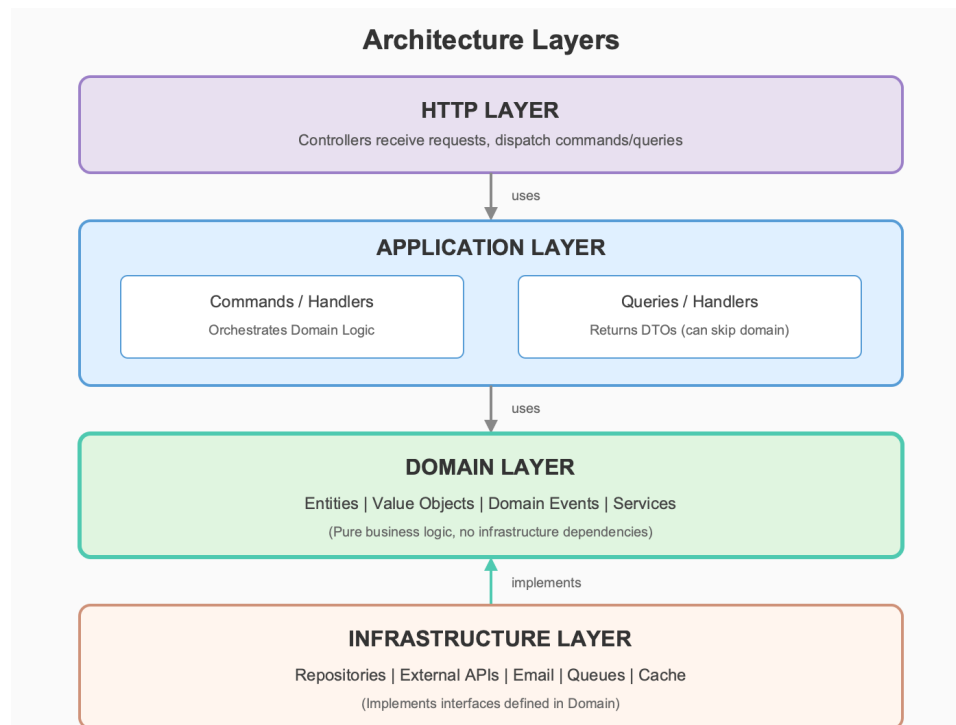 Architecture Layers
HTTP LAYER
Controllers receive requests, dispatch commands/queries
uses
APPLICATION LAYER
Commands / Handlers
Orchestrates Domain Logic
Queries / Handlers
Returns DTOs (can skip domain)
uses
DOMAIN LAYER
Entities | Value Objects | Domain Events | Services
(Pure business logic, no infrastructure dependencies)
implements
INFRASTRUCTURE LAYER
Repositories | External APIs | Email | Queues | Cache
(Implements interfaces defined in Domain)